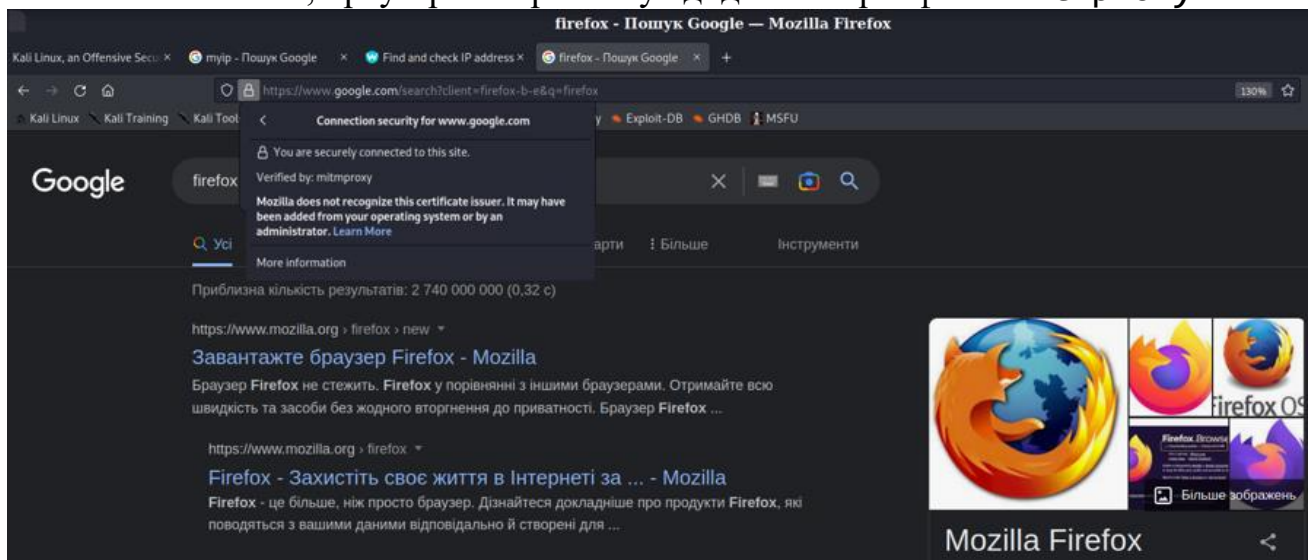 firefox - Пошук Google — Mozilla Firefox
Kali Linux, an Offensive Secu × myip - Пошук Google × Find and check IP address × firefox - Пошук Google × +
https://www.google.com/search?client=firefox-b-e&q=firefox 130%
Kali Linux Kali Training Kali Tool Exploit-DB GHDB MSFU
Connection security for www.google.com
You are securely connected to this site.
Verified by: mitmproxy
Mozilla does not recognize this certificate issuer. It may have
been added from your operating system or by an
administrator. Learn More
More information
Google firefox
Усі Більше Інструменти
Приблизна кількість результатів: 2 740 000 000 (0,32 с)
https://www.mozilla.org › firefox › new
Завантажте браузер Firefox - Mozilla
Браузер Firefox не стежить. Firefox у порівнянні з іншими браузерами. Отримайте всю
швидкість та засоби без жодного вторгнення до приватності. Браузер Firefox ...
https://www.mozilla.org › firefox
Firefox - Захистіть своє життя в Інтернеті за ... - Mozilla
Firefox - це більше, ніж просто браузер. Дізнайтеся докладніше про продукти Firefox, які
поводяться з вашими даними відповідально й створені для ...
Firefox OS
Firefox Browser
Більше зображень
Mozilla Firefox